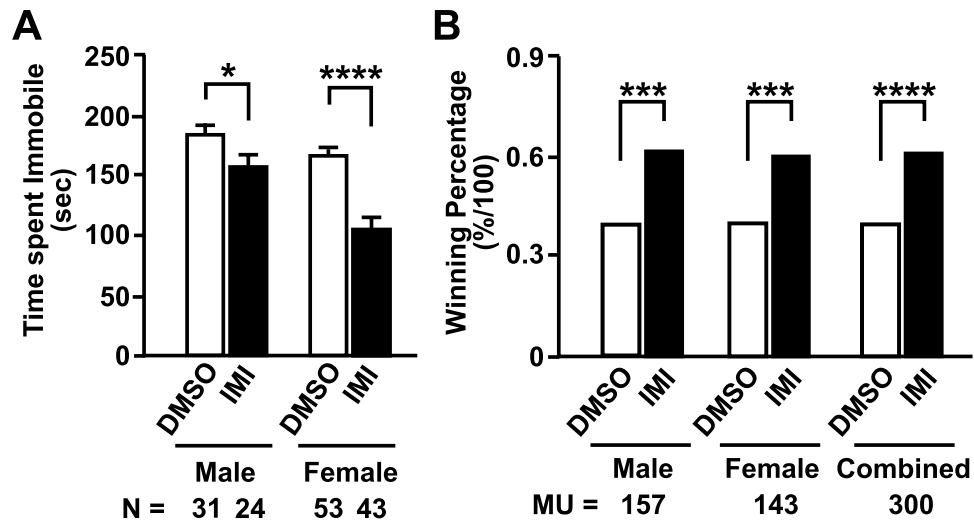 A
Time spent Immobile
(sec)
250
200
150
100
50
0
*
****
DMSO
IMI
DMSO
IMI
Male
Female
N = 31 24 53 43
B
Winning Percentage
(%/100)
0.9
0.6
0.3
0
***
***
****
DMSO
IMI
DMSO
IMI
DMSO
IMI
Male
Female
Combined
MU = 157 143 300